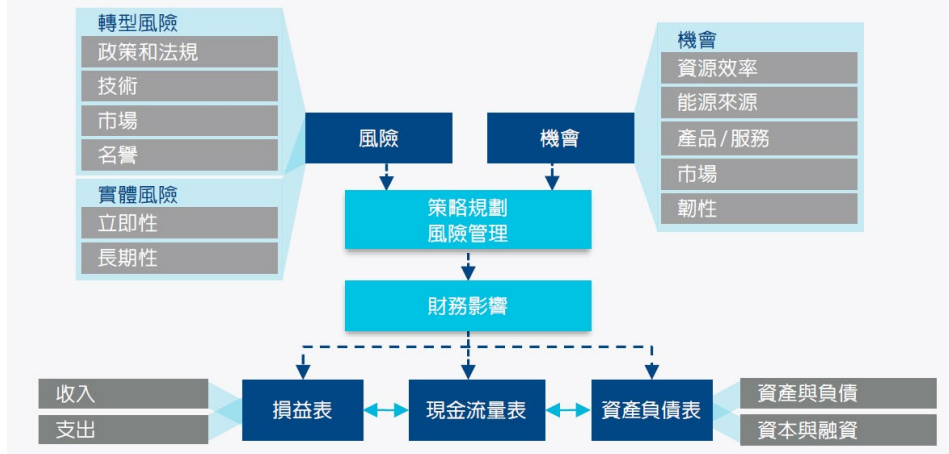 轉型風險
政策和法規
技術
市場
名譽
實體風險
立即性
長期性
風險
機會
機會
資源效率
能源來源
產品/服務
市場
韌性
策略規劃
風險管理
財務影響
收入
支出
損益表
現金流量表
資產負債表
資產與負債
資本與融資